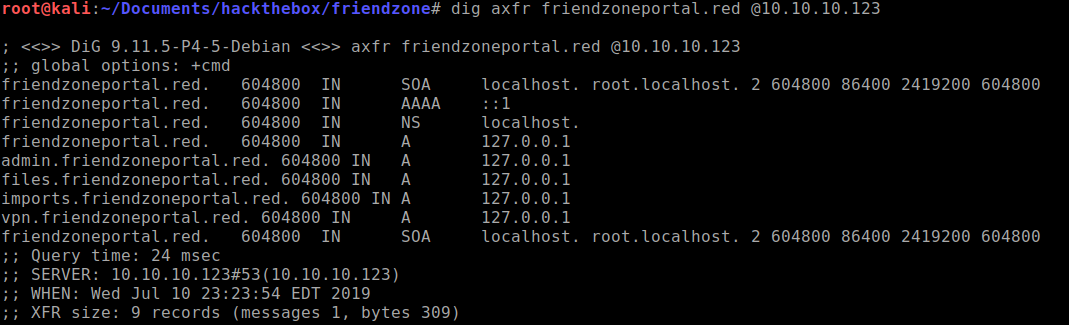 root@kali:~/Documents/hackthebox/friendzone# dig axfr friendzoneportal.red @10.10.10.123
; <<>> DiG 9.11.5-P4-5-Debian <<>> axfr friendzoneportal.red @10.10.10.123
;; global options: +cmd
friendzoneportal.red.   604800  IN      SOA     localhost. root.localhost. 2 604800 86400 2419200 604800
friendzoneportal.red.   604800  IN      AAAA    ::1
friendzoneportal.red.   604800  IN      NS      localhost.
friendzoneportal.red.   604800  IN      A       127.0.0.1
admin.friendzoneportal.red. 604800 IN   A       127.0.0.1
files.friendzoneportal.red. 604800 IN   A       127.0.0.1
imports.friendzoneportal.red. 604800 IN A       127.0.0.1
vpn.friendzoneportal.red. 604800 IN     A       127.0.0.1
friendzoneportal.red.   604800  IN      SOA     localhost. root.localhost. 2 604800 86400 2419200 604800
;; Query time: 24 msec
;; SERVER: 10.10.10.123#53(10.10.10.123)
;; WHEN: Wed Jul 10 23:23:54 EDT 2019
;; XFR size: 9 records (messages 1, bytes 309)